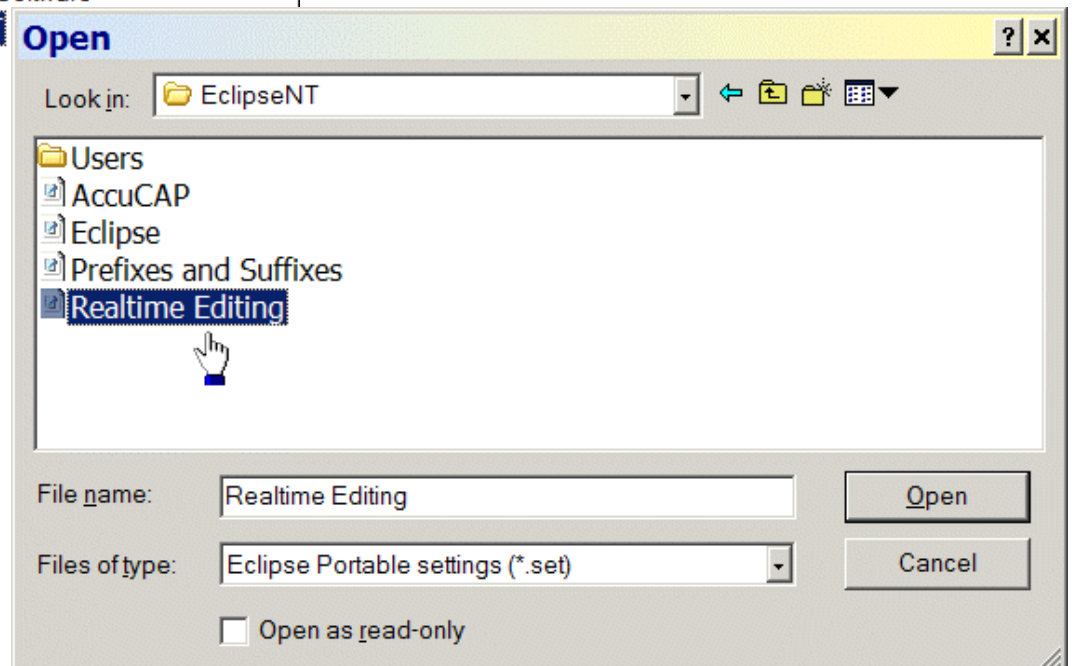 Open
Look in: EclipseNT
Users
AccuCAP
Eclipse
Prefixes and Suffixes
Realtime Editing
File name: Realtime Editing Open
Files of type: Eclipse Portable settings (*.set) Cancel
Open as read-only